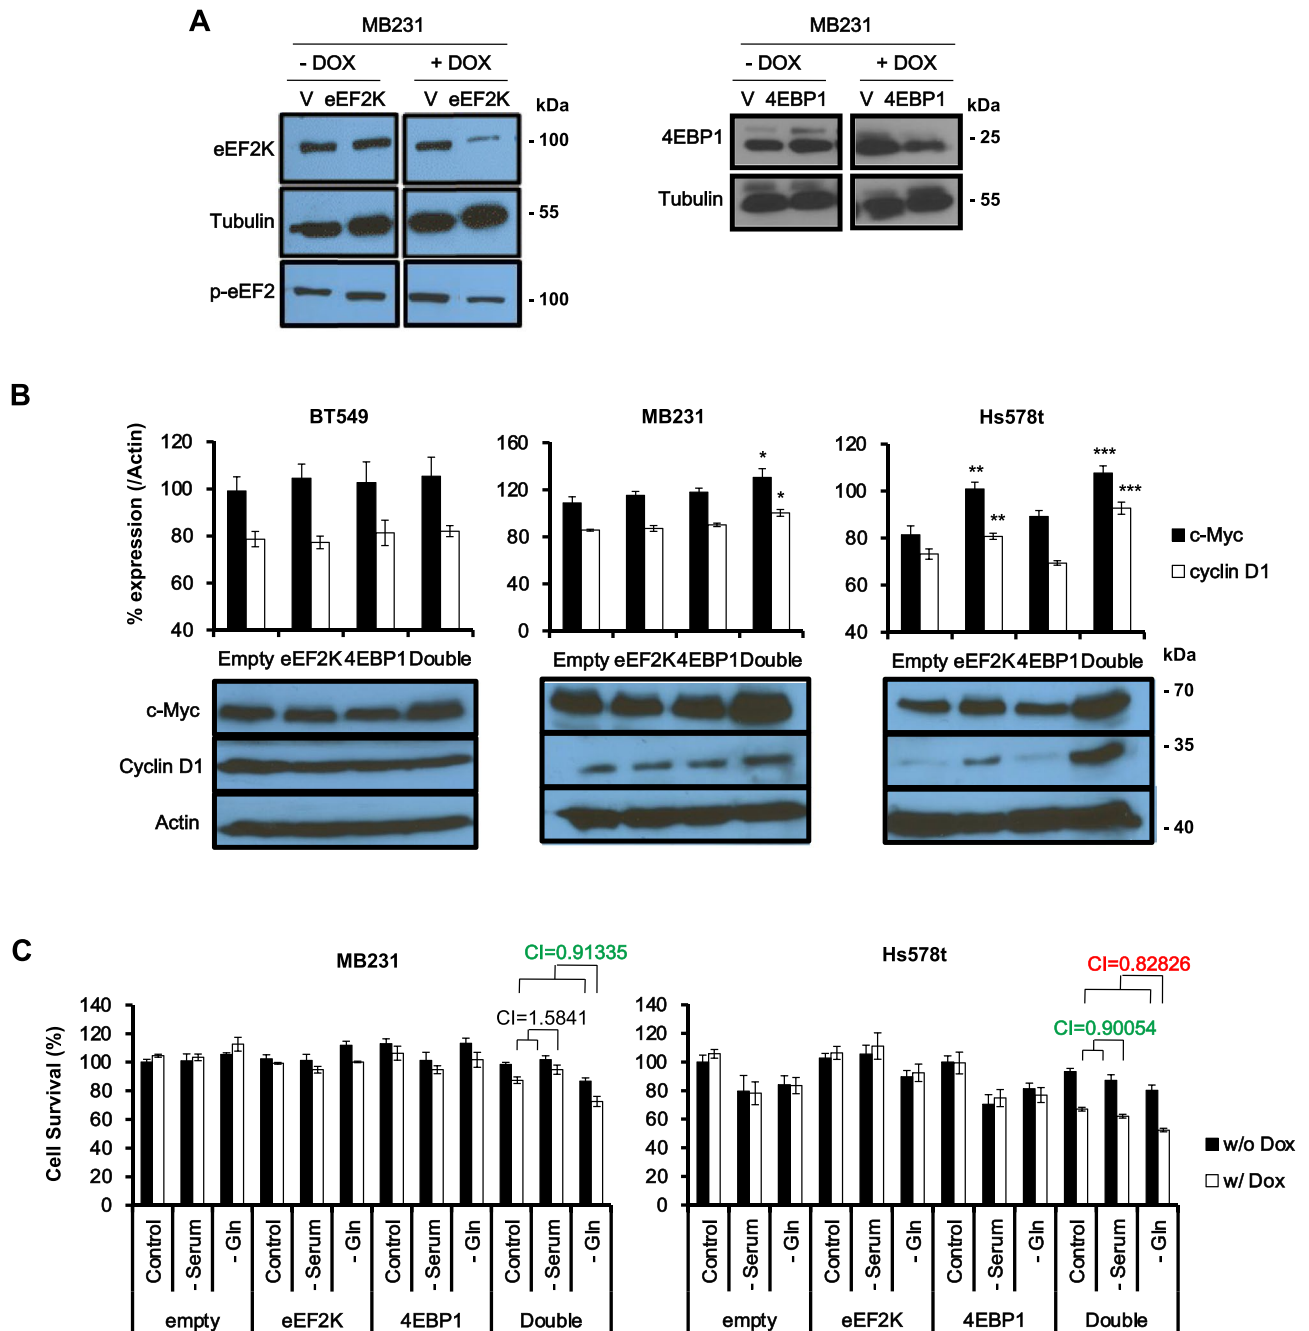 A
MB231
- DOX + DOX
V eEF2K V eEF2K kDa
eEF2K - 100
Tubulin - 55
p-eEF2 - 100
MB231
- DOX + DOX
V 4EBP1 V 4EBP1 kDa
4EBP1 - 25
Tubulin - 55
B
BT549
% expression (/Actin)
120
100
80
60
40
Empty eEF2K 4EBP1 Double
MB231
160
120
80
40
0
* *
Empty eEF2K 4EBP1 Double
Hs578t
120
100
80
60
40
** ** *** ***
Empty eEF2K 4EBP1 Double
c-Myc
cyclin D1
kDa
c-Myc - 70
Cyclin D1 - 35
Actin - 40
C
MB231
CI=0.91335
CI=1.5841
Cell Survival (%)
140
120
100
80
60
40
20
0
Control - Serum - Gln Control - Serum - Gln Control - Serum - Gln Control - Serum - Gln
empty eEF2K 4EBP1 Double
Hs578t
CI=0.82826
CI=0.90054
140
120
100
80
60
40
20
0
Control - Serum - Gln Control - Serum - Gln Control - Serum - Gln Control - Serum - Gln
empty eEF2K 4EBP1 Double
w/o Dox
w/ Dox